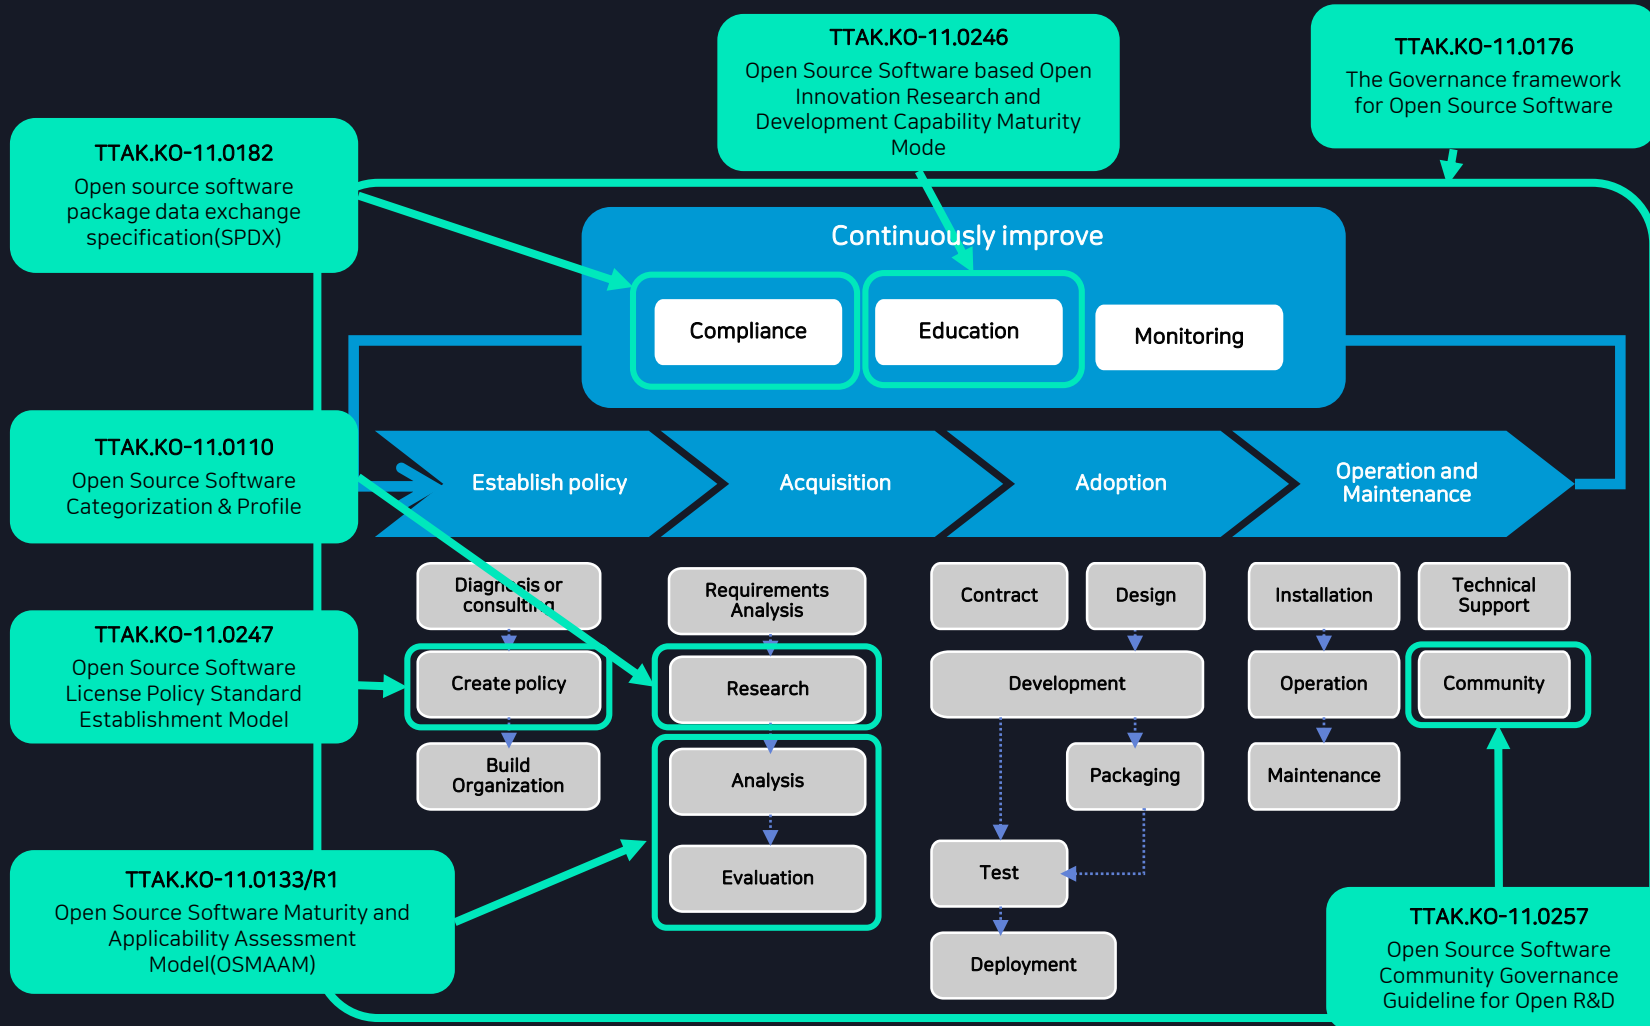 TTAK.KO-11.0246
Open Source Software based Open
Innovation Research and
Development Capability Maturity
Mode
TTAK.KO-11.0176
The Governance framework
for Open Source Software
TTAK.KO-11.0182
Open source software
package data exchange
specification(SPDX)
Continuously improve
Compliance
Education
Monitoring
TTAK.KO-11.0110
Open Source Software
Categorization & Profile
Establish policy
Acquisition
Adoption
Operation and
Maintenance
TTAK.KO-11.0247
Open Source Software
License Policy Standard
Establishment Model
Diagnosis or
consulting
Create policy
Build
Organization
Requirements
Analysis
Research
Analysis
Evaluation
Contract
Design
Development
Packaging
Test
Deployment
Installation
Operation
Maintenance
Technical
Support
Community
TTAK.KO-11.0133/R1
Open Source Software Maturity and
Applicability Assessment
Model(OSMAAM)
TTAK.KO-11.0257
Open Source Software
Community Governance
Guideline for Open R&D